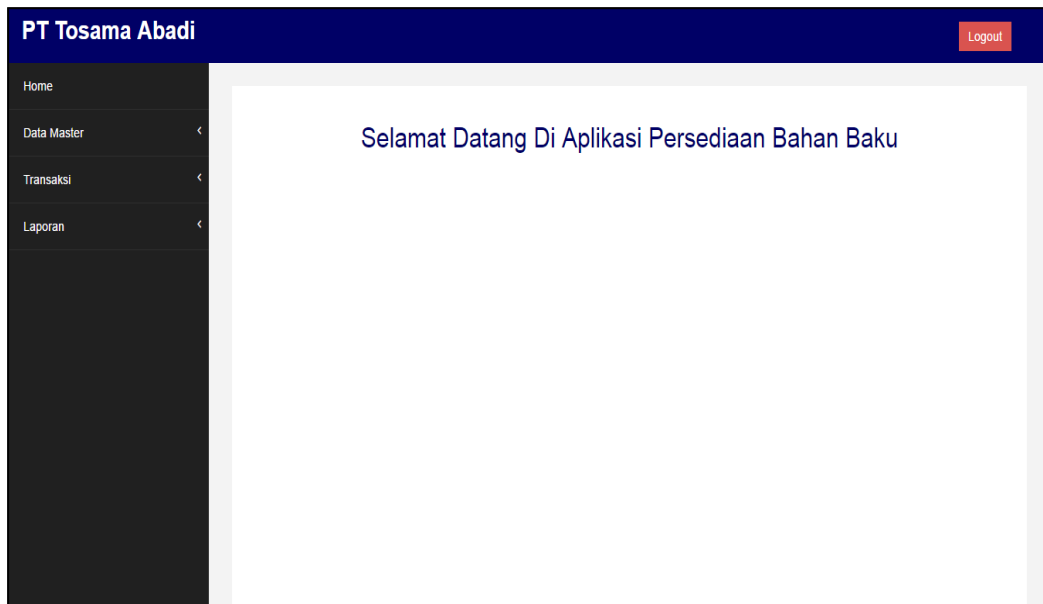 PT Tosama Abadi
Logout
Home
Data Master
Transaksi
Laporan
Selamat Datang Di Aplikasi Persediaan Bahan Baku